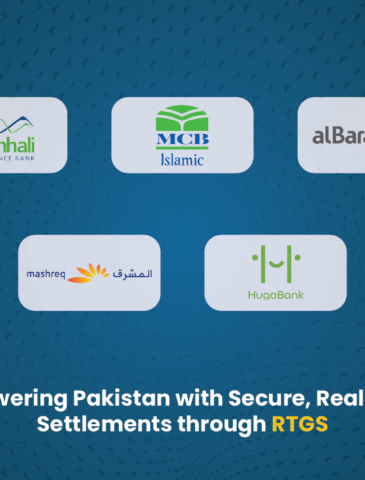 nhali
NCE BANK
MCB
Islamic
alBara
mashreq المشرق
HugoBank
wering Pakistan with Secure, Real
Settlements through RTGS